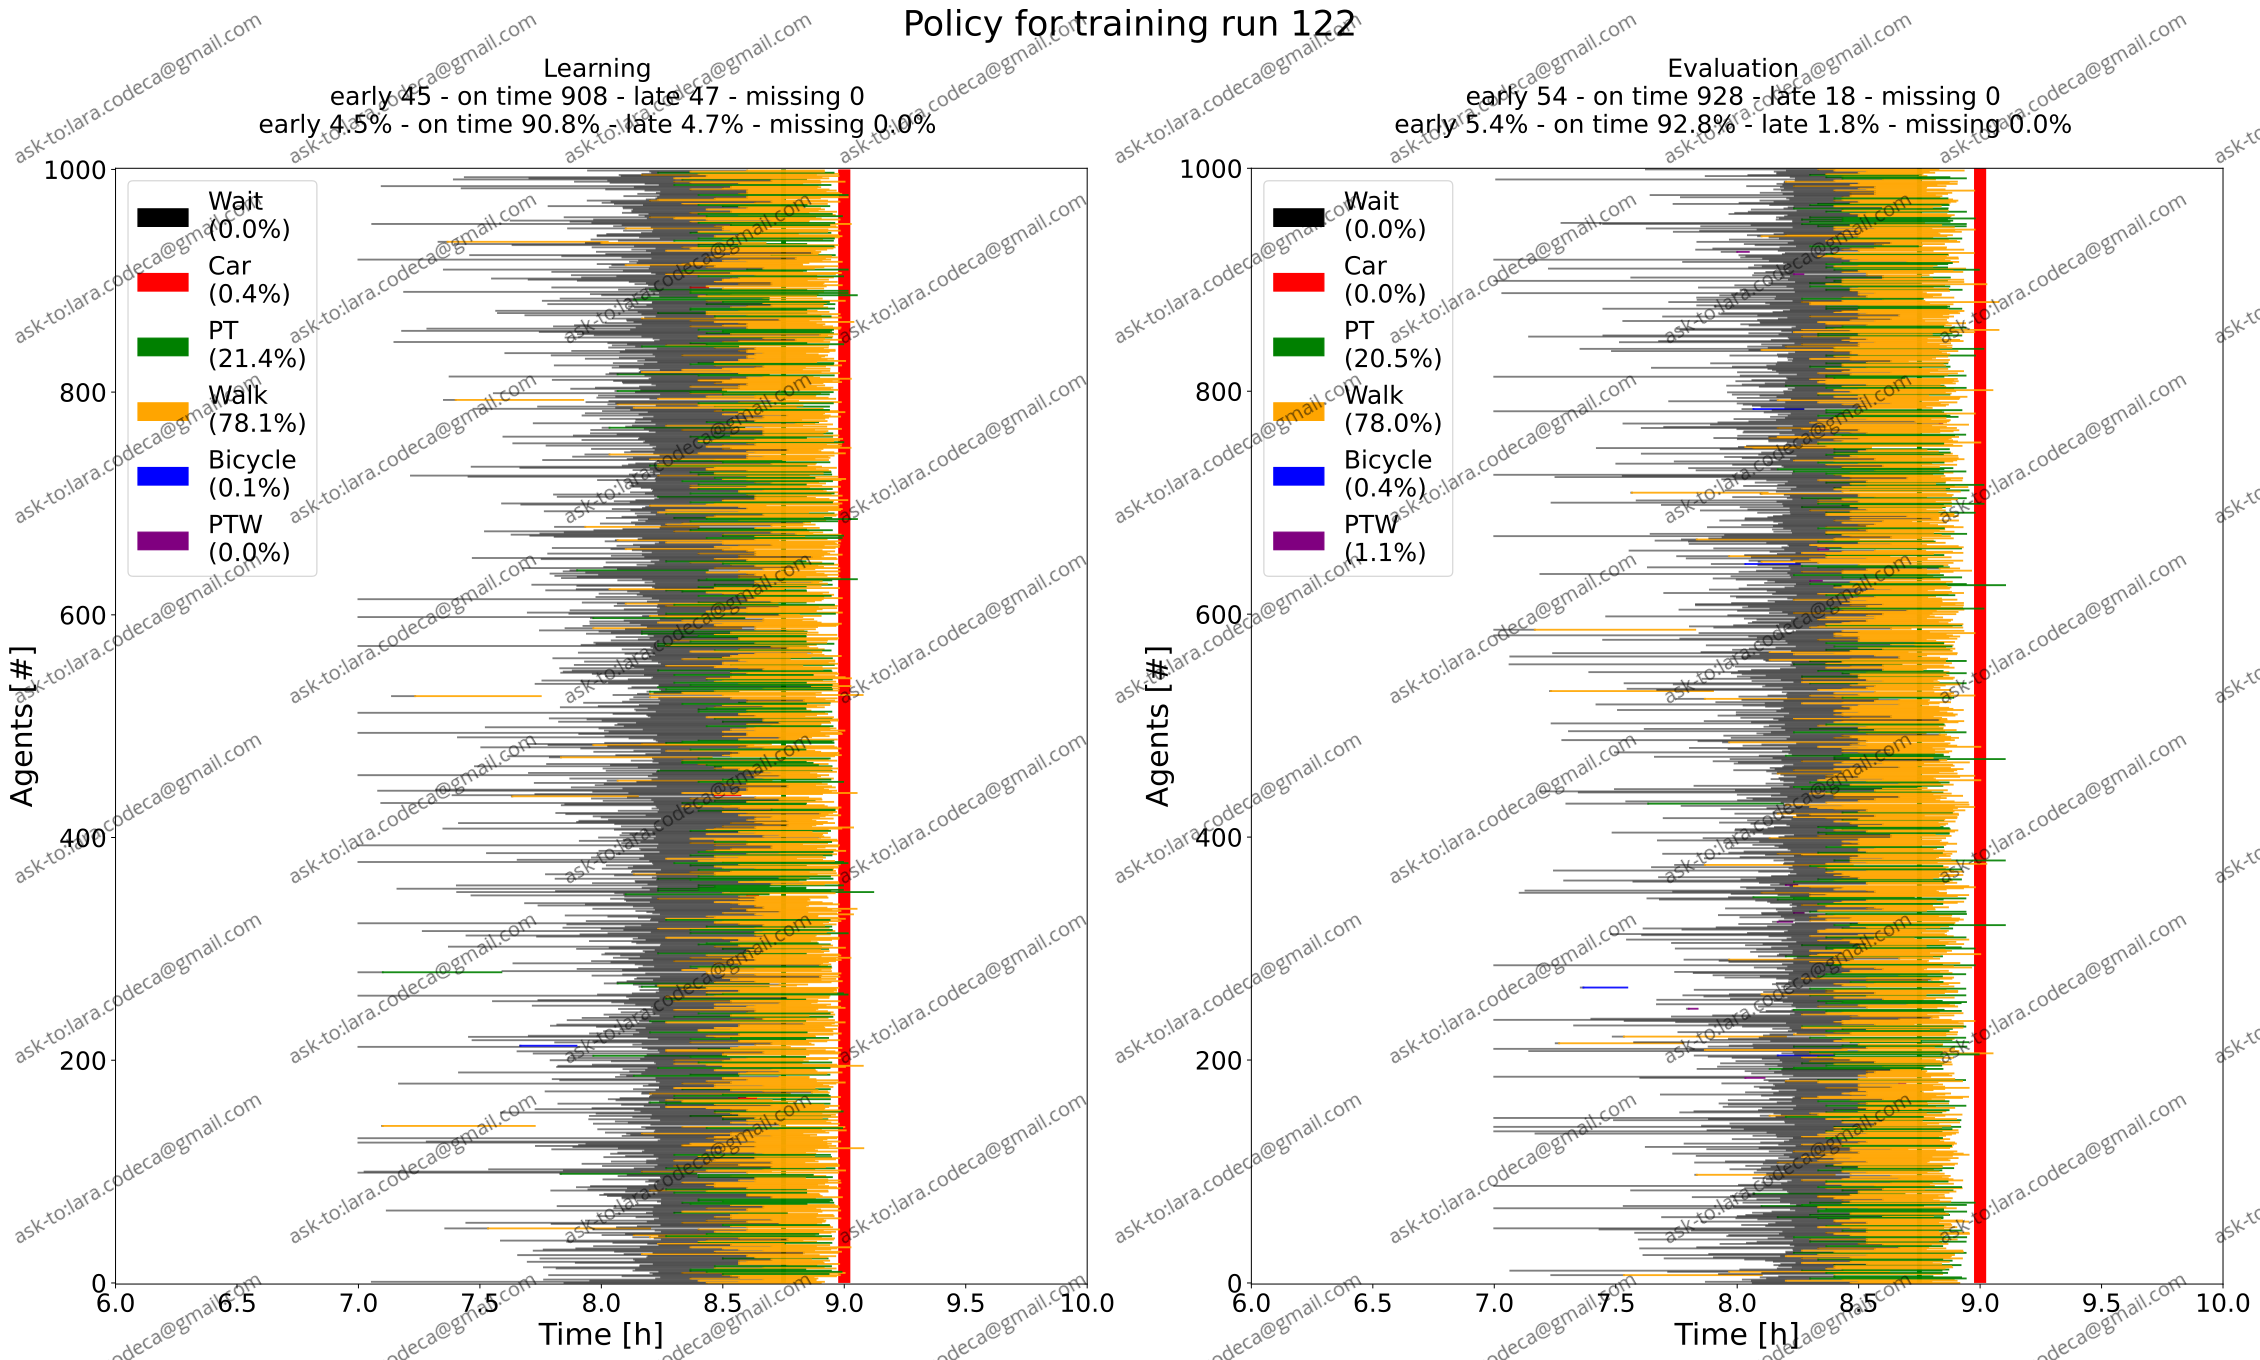 Policy for training run 122
Learning
early 45 - on time 908 - late 47 - missing 0
early 4.5% - on time 90.8% - late 4.7% - missing 0.0%
1000
800
600
400
200
0
Agents [#]
Wait
(0.0%)
Car
(0.4%)
PT
(21.4%)
Walk
(78.1%)
Bicycle
(0.1%)
PTW
(0.0%)
6.0 6.5 7.0 7.5 8.0 8.5 9.0 9.5 10.0
Time [h]
Evaluation
early 54 - on time 928 - late 18 - missing 0
early 5.4% - on time 92.8% - late 1.8% - missing 0.0%
1000
800
600
400
200
0
Agents [#]
Wait
(0.0%)
Car
(0.0%)
PT
(20.5%)
Walk
(78.0%)
Bicycle
(0.4%)
PTW
(1.1%)
6.0 6.5 7.0 7.5 8.0 8.5 9.0 9.5 10.0
Time [h]
ask-to:lara.codeca@gmail.com